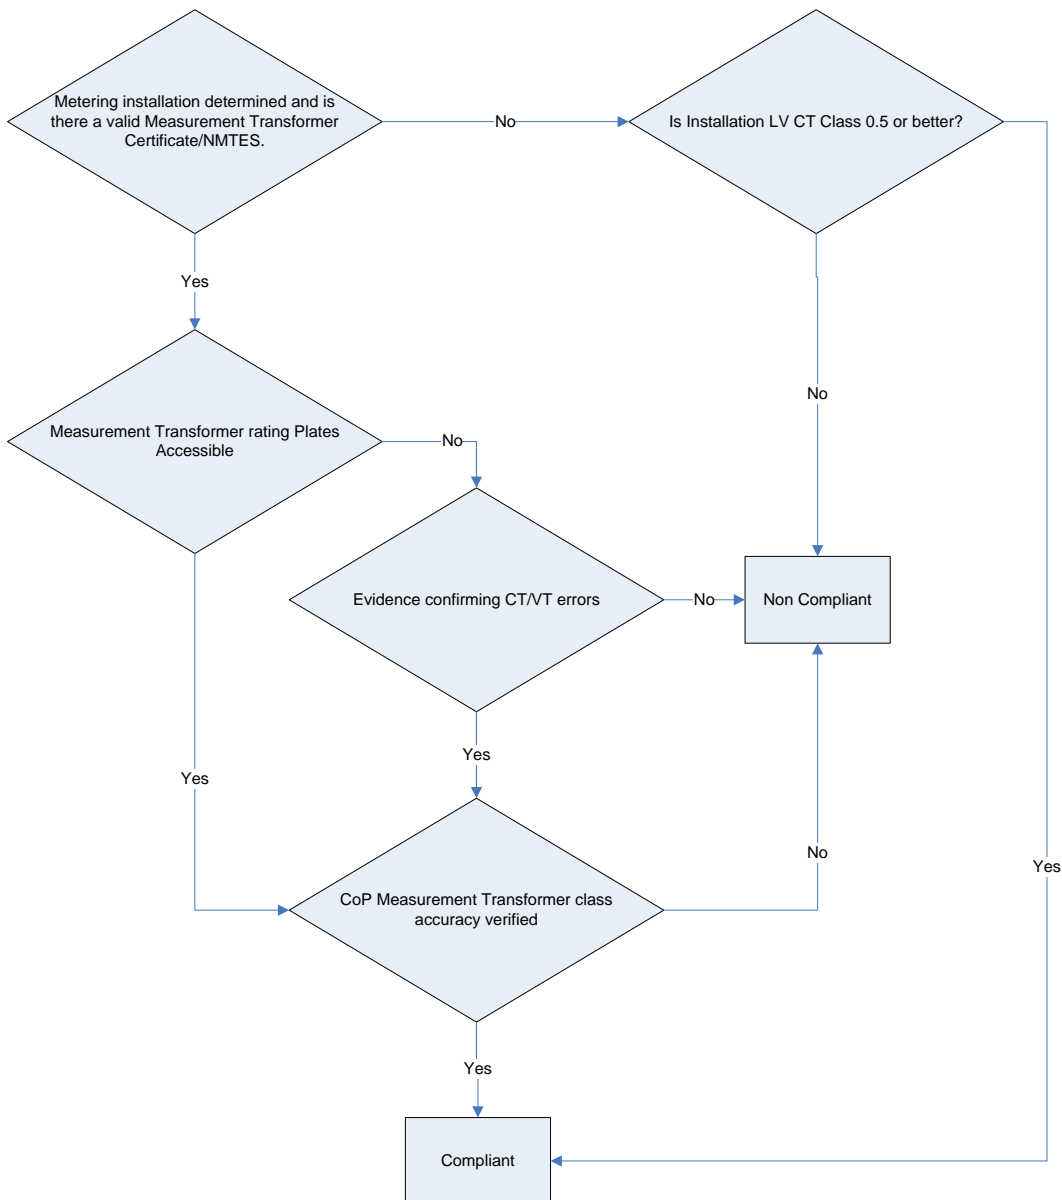 Metering installation determined and is
there a valid Measurement Transformer
Certificate/NMTES.
No
Is Installation LV CT Class 0.5 or better?
Yes
Measurement Transformer rating Plates
Accessible
No
No
Evidence confirming CT/VT errors
No
Non Compliant
Yes
Yes
No
Yes
CoP Measurement Transformer class
accuracy verified
Yes
Compliant